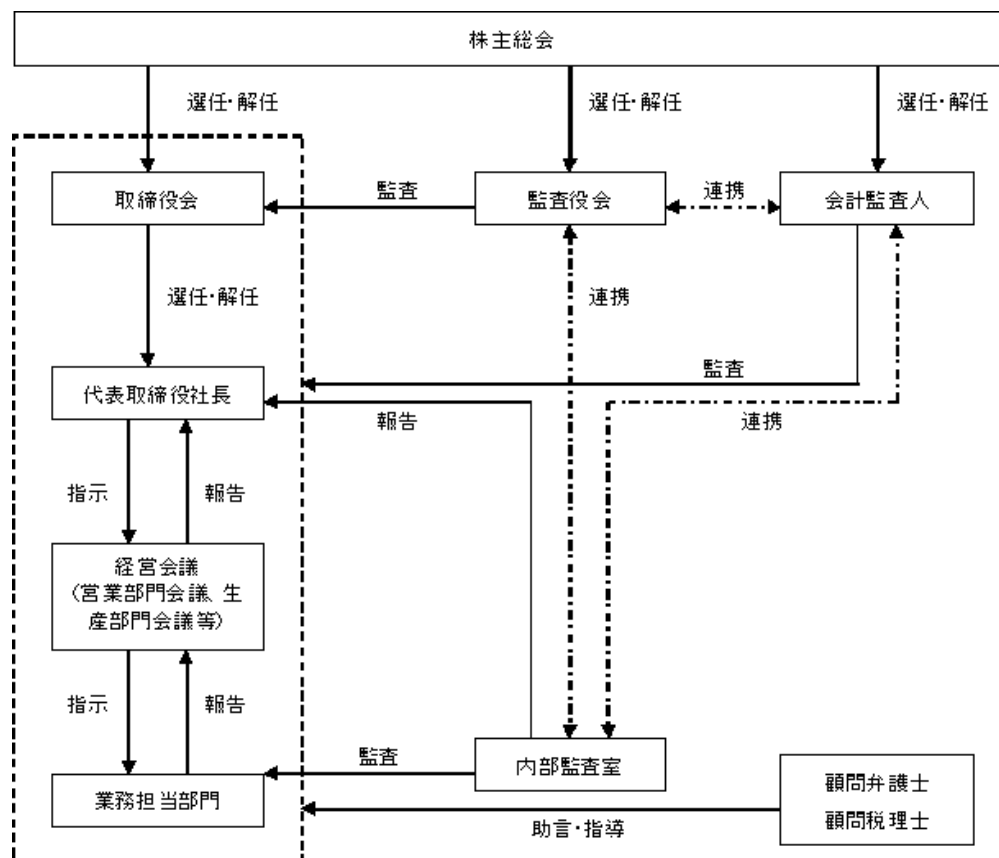 株主総会
選任・解任
選任・解任
選任・解任
取締役会
監査
監査役会
連携
会計監査人
選任・解任
連携
代表取締役社長
監査
報告
連携
指示
報告
経営会議
(営業部門会議、生
産部門会議等)
指示
報告
業務担当部門
監査
内部監査室
助言・指導
顧問弁護士
顧問税理士